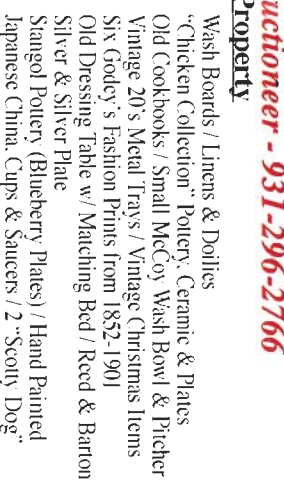 uctioneer - 931-296-2766
Property
Wash Boards / Linens & Dollies
"Chicken Collection" Pottery, Ceramic & Plates
Old Cookbooks / Small McCoy Wash Bowl & Pitcher
Vintage 20's Metal Trays / Vintage Christmas Items
Six Godey's Fashion Prints from 1852-1901
Old Dressing Table w/ Matching Bed / Reed & Barton
Silver & Silver Plate
Stangol Pottery (Blueberry Plates) / Hand Painted
Japanese China, Cups & Saucers / 2 "Scotty Dog"